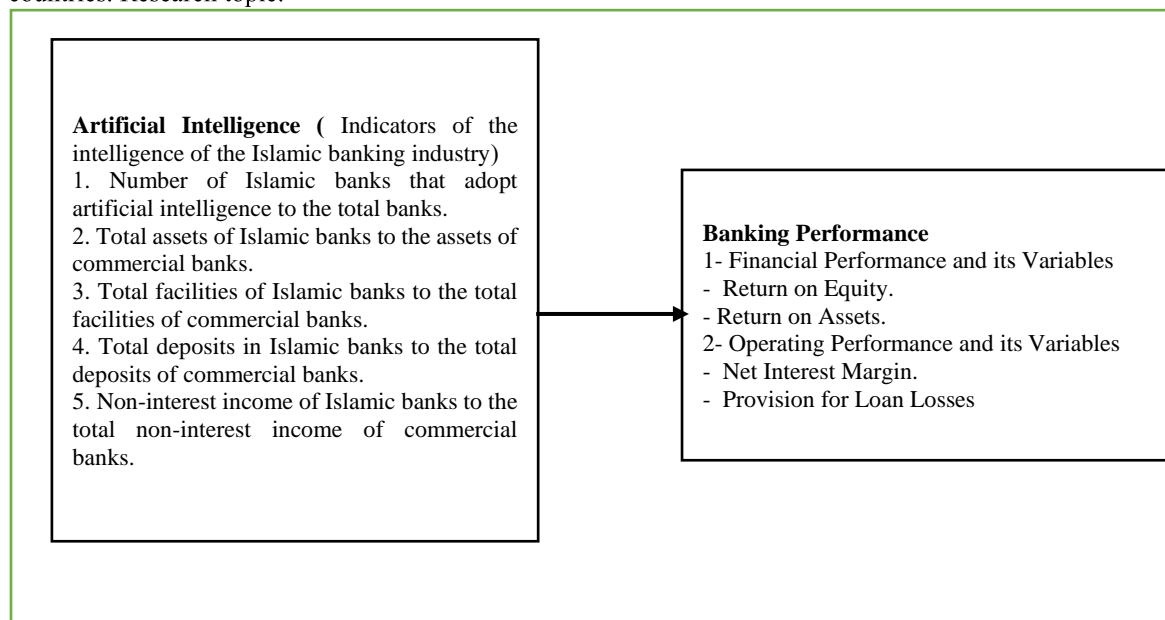 countries. Research topic.
Artificial Intelligence ( Indicators of the
intelligence of the Islamic banking industry)
1. Number of Islamic banks that adopt
artificial intelligence to the total banks.
2. Total assets of Islamic banks to the assets of
commercial banks.
3. Total facilities of Islamic banks to the total
facilities of commercial banks.
4. Total deposits in Islamic banks to the total
deposits of commercial banks.
5. Non-interest income of Islamic banks to the
total non-interest income of commercial
banks.
Banking Performance
1- Financial Performance and its Variables
- Return on Equity.
- Return on Assets.
2- Operating Performance and its Variables
- Net Interest Margin.
- Provision for Loan Losses